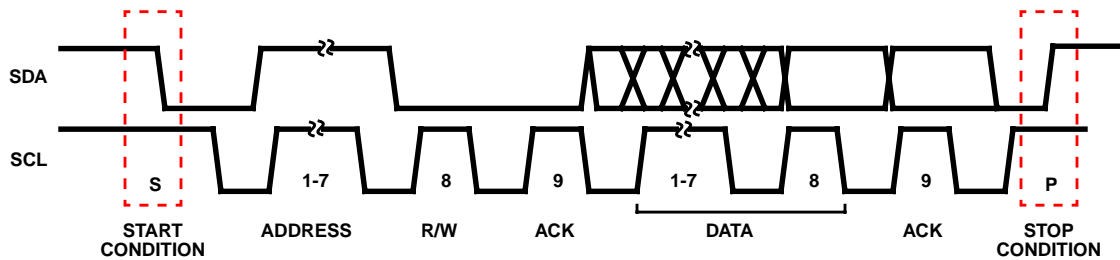 SDA
SCL
S
1-7
8
9
1-7
8
9
P
START
CONDITION
ADDRESS
R/W
ACK
DATA
ACK
STOP
CONDITION